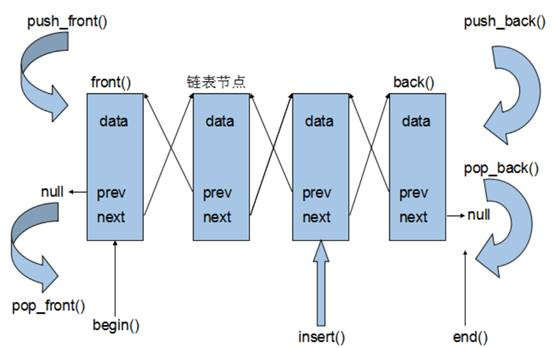 push_front()
push_back()
front()
链表节点
back()
data
data
data
data
pop_back()
null
prev
prev
prev
prev
next
next
next
next
null
pop_front()
begin()
insert()
end()